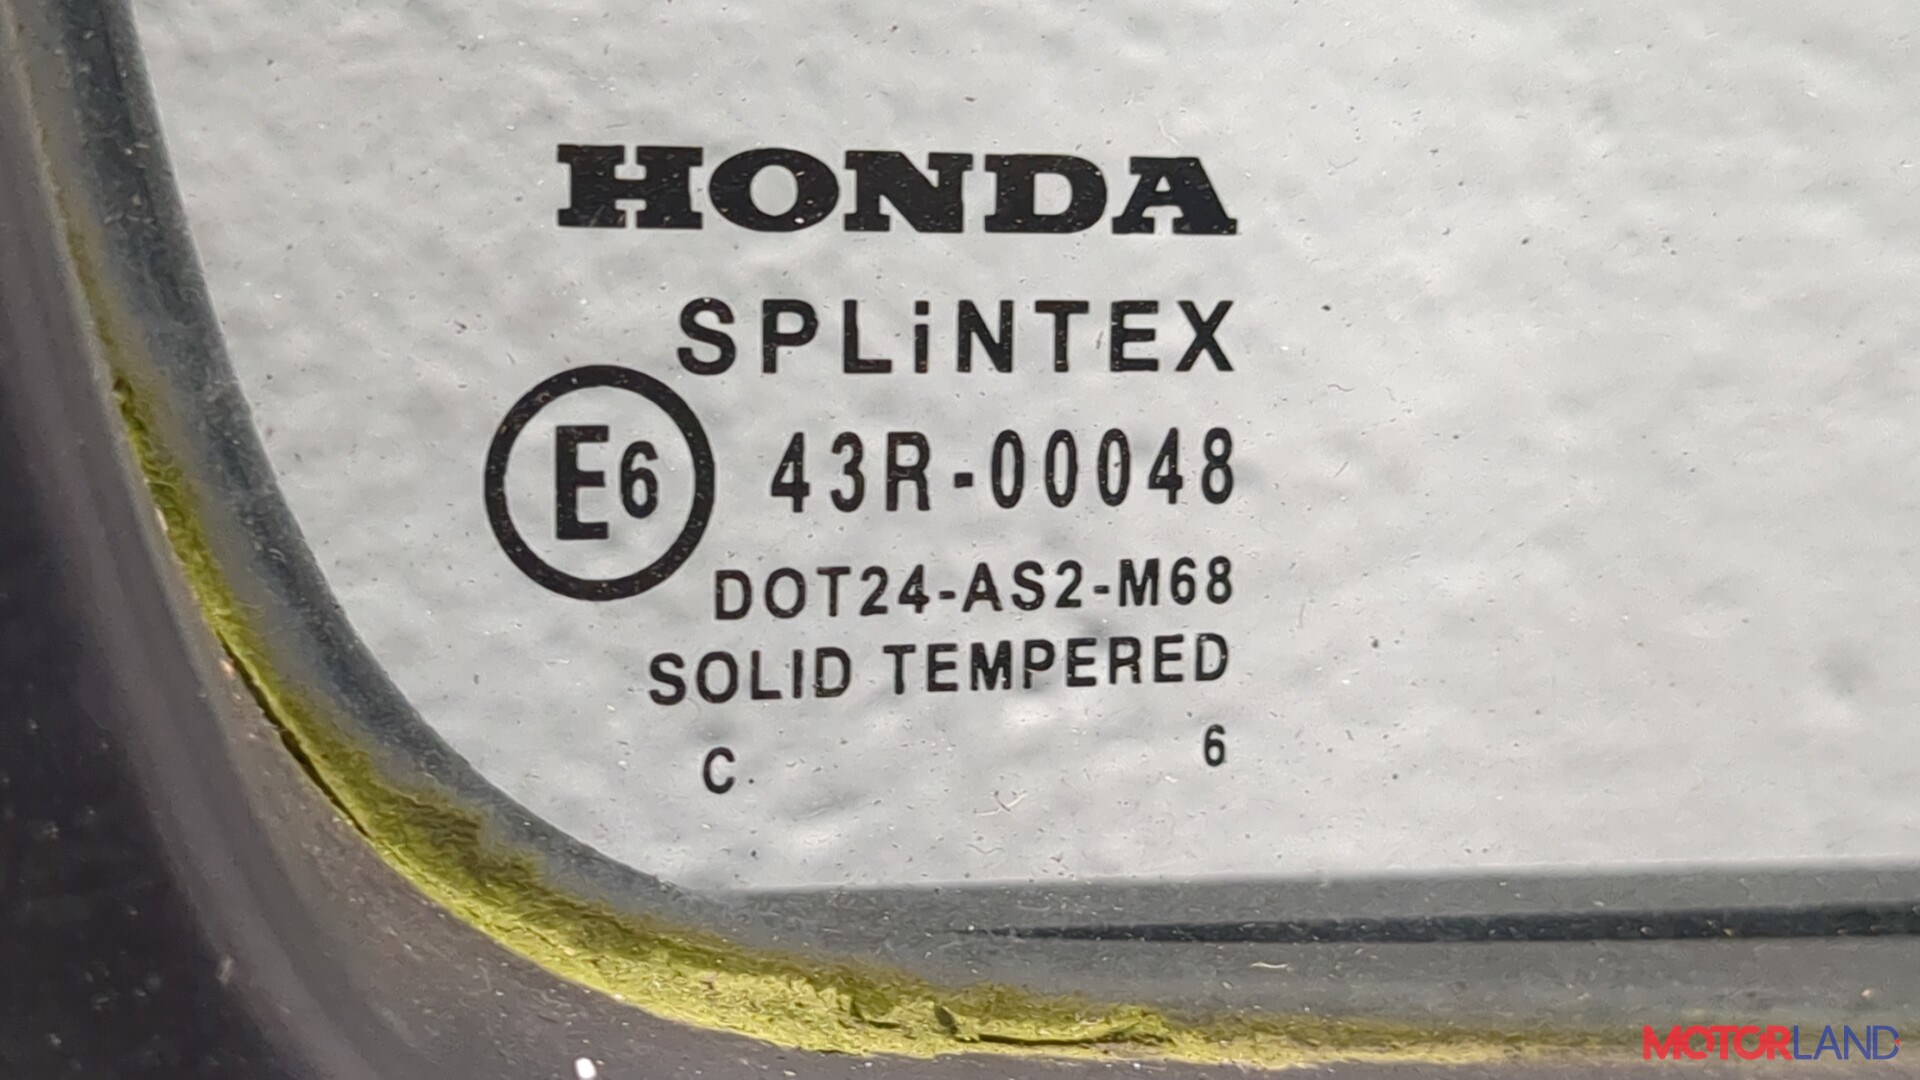 HONDA
SPLiNTEX
E6 43R-00048
DOT24-AS2-M68
SOLID TEMPERED
C. 6
MOTORLAND